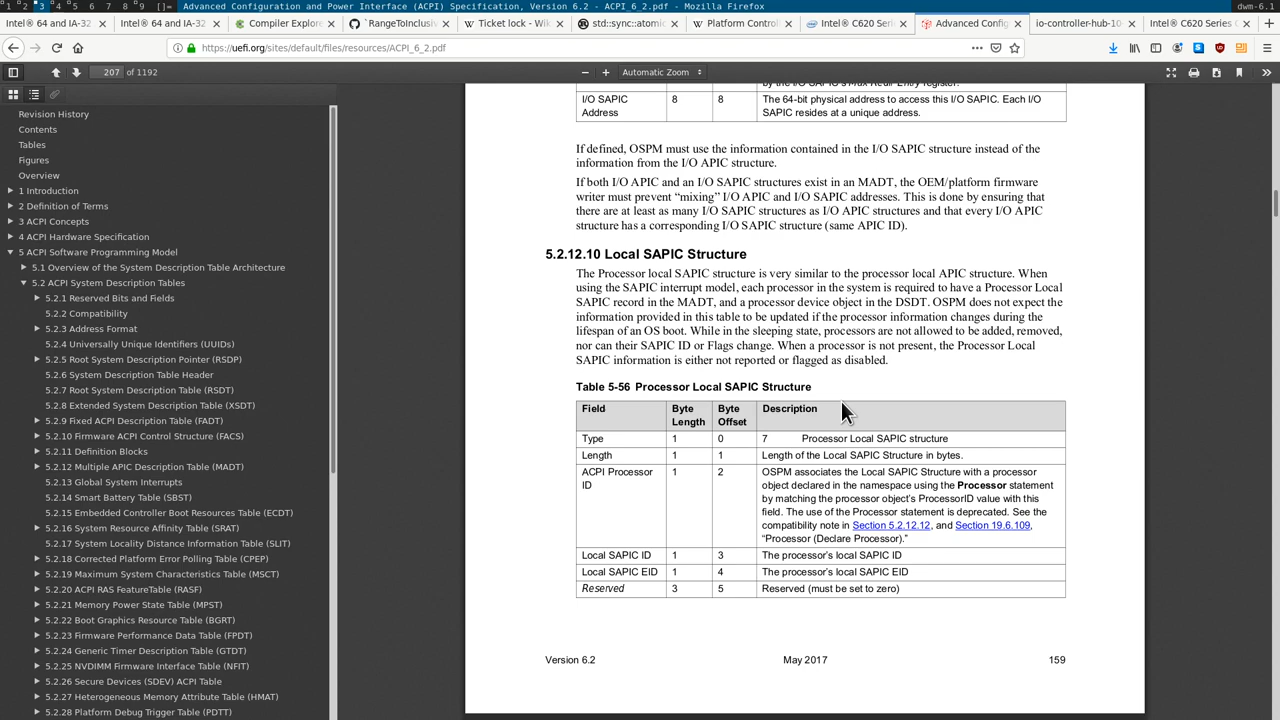 1 2 3 4 5 6 7 8 9 []= Advanced Configuration and Power Interface (ACPI) Specification, Version 6.2 - ACPI_6_2.pdf - Mozilla Firefox dwm-6.1
Intel® 64 and IA-32 Intel® 64 and IA-32 Compiler Explore `RangeToInclusiv Ticket lock - Wik std::sync::atomic Platform Control Intel® C620 Seri Advanced Config io-controller-hub-10 Intel® C620 Series C
https://uefi.org/sites/default/files/resources/ACPI_6_2.pdf
207 of 1192 Automatic Zoom
Revision History
Contents
Tables
Figures
Overview
1 Introduction
2 Definition of Terms
3 ACPI Concepts
4 ACPI Hardware Specification
5 ACPI Software Programming Model
5.1 Overview of the System Description Table Architecture
5.2 ACPI System Description Tables
5.2.1 Reserved Bits and Fields
5.2.2 Compatibility
5.2.3 Address Format
5.2.4 Universally Unique Identifiers (UUIDs)
5.2.5 Root System Description Pointer (RSDP)
5.2.6 System Description Table Header
5.2.7 Root System Description Table (RSDT)
5.2.8 Extended System Description Table (XSDT)
5.2.9 Fixed ACPI Description Table (FADT)
5.2.10 Firmware ACPI Control Structure (FACS)
5.2.11 Definition Blocks
5.2.12 Multiple APIC Description Table (MADT)
5.2.13 Global System Interrupts
5.2.14 Smart Battery Table (SBST)
5.2.15 Embedded Controller Boot Resources Table (ECDT)
5.2.16 System Resource Affinity Table (SRAT)
5.2.17 System Locality Distance Information Table (SLIT)
5.2.18 Corrected Platform Error Polling Table (CPEP)
5.2.19 Maximum System Characteristics Table (MSCT)
5.2.20 ACPI RAS FeatureTable (RASF)
5.2.21 Memory Power State Table (MPST)
5.2.22 Boot Graphics Resource Table (BGRT)
5.2.23 Firmware Performance Data Table (FPDT)
5.2.24 Generic Timer Description Table (GTDT)
5.2.25 NVDIMM Firmware Interface Table (NFIT)
5.2.26 Secure Devices (SDEV) ACPI Table
5.2.27 Heterogeneous Memory Attribute Table (HMAT)
5.2.28 Platform Debug Trigger Table (PDTT)
by the I/O SAPIC's Max Redir Entry register.
I/O SAPIC 8 8 The 64-bit physical address to access this I/O SAPIC. Each I/O
Address SAPIC resides at a unique address.
If defined, OSPM must use the information contained in the I/O SAPIC structure instead of the
information from the I/O APIC structure.
If both I/O APIC and an I/O SAPIC structures exist in an MADT, the OEM/platform firmware
writer must prevent “mixing” I/O APIC and I/O SAPIC addresses. This is done by ensuring that
there are at least as many I/O SAPIC structures as I/O APIC structures and that every I/O APIC
structure has a corresponding I/O SAPIC structure (same APIC ID).
5.2.12.10 Local SAPIC Structure
The Processor local SAPIC structure is very similar to the processor local APIC structure. When
using the SAPIC interrupt model, each processor in the system is required to have a Processor Local
SAPIC record in the MADT, and a processor device object in the DSDT. OSPM does not expect the
information provided in this table to be updated if the processor information changes during the
lifespan of an OS boot. While in the sleeping state, processors are not allowed to be added, removed,
nor can their SAPIC ID or Flags change. When a processor is not present, the Processor Local
SAPIC information is either not reported or flagged as disabled.
Table 5-56 Processor Local SAPIC Structure
Field Byte Byte Description
Length Offset
Type 1 0 7 Processor Local SAPIC structure
Length 1 1 Length of the Local SAPIC Structure in bytes.
ACPI Processor 1 2 OSPM associates the Local SAPIC Structure with a processor
ID object declared in the namespace using the Processor statement
by matching the processor object's ProcessorID value with this
field. The use of the Processor statement is deprecated. See the
compatibility note in Section 5.2.12.12, and Section 19.6.109,
“Processor (Declare Processor).”
Local SAPIC ID 1 3 The processor's local SAPIC ID
Local SAPIC EID 1 4 The processor's local SAPIC EID
Reserved 3 5 Reserved (must be set to zero)
Version 6.2 May 2017 159